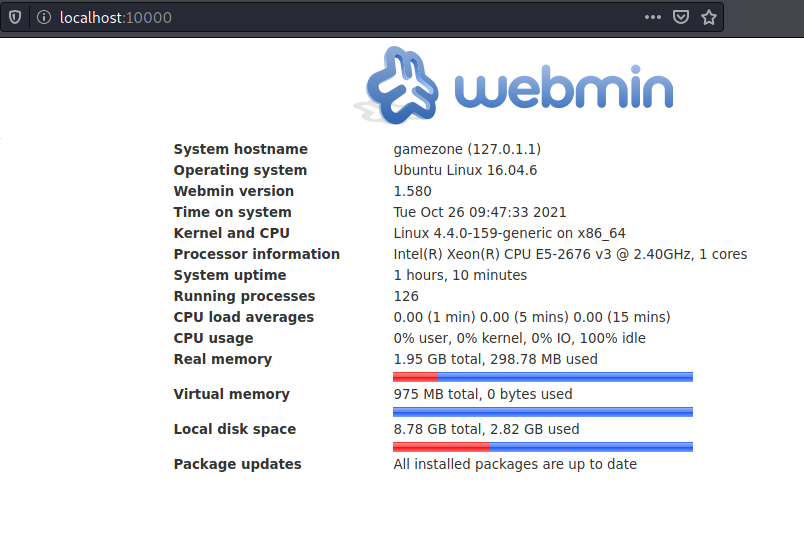 localhost:10000
webmin
System hostname gamezone (127.0.1.1)
Operating system Ubuntu Linux 16.04.6
Webmin version 1.580
Time on system Tue Oct 26 09:47:33 2021
Kernel and CPU Linux 4.4.0-159-generic on x86_64
Processor information Intel(R) Xeon(R) CPU E5-2676 v3 @ 2.40GHz, 1 cores
System uptime 1 hours, 10 minutes
Running processes 126
CPU load averages 0.00 (1 min) 0.00 (5 mins) 0.00 (15 mins)
CPU usage 0% user, 0% kernel, 0% IO, 100% idle
Real memory 1.95 GB total, 298.78 MB used
Virtual memory 975 MB total, 0 bytes used
Local disk space 8.78 GB total, 2.82 GB used
Package updates All installed packages are up to date